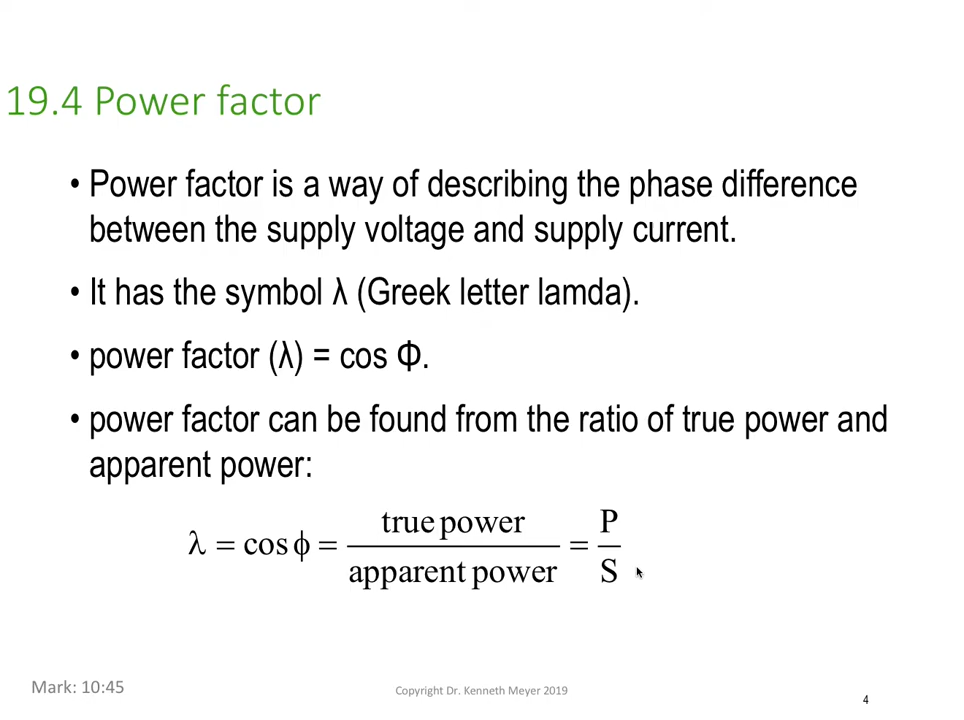 19.4 Power factor
• Power factor is a way of describing the phase difference
between the supply voltage and supply current.
• It has the symbol λ (Greek letter lamda).
• power factor (λ) = cos Φ.
• power factor can be found from the ratio of true power and
apparent power:
λ = cos ϕ = true power / apparent power = P / S
Mark: 10:45
Copyright Dr. Kenneth Meyer 2019
4